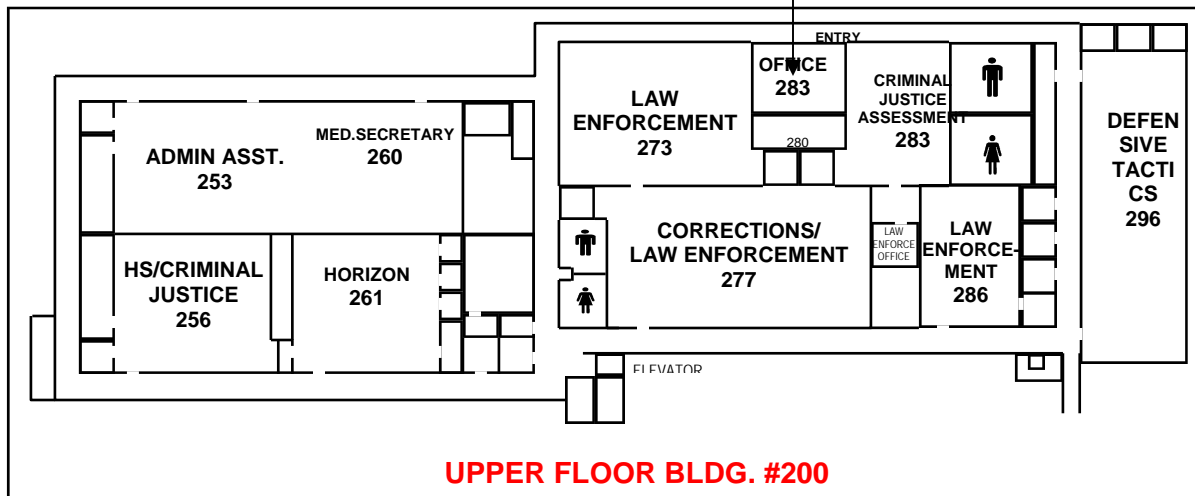 ENTRY
OFFICE
283
LAW
ENFORCEMENT
273
CRIMINAL
JUSTICE
ASSESSMENT
283
280
DEFEN
SIVE
TACTI
CS
296
MED.SECRETARY
260
ADMIN ASST.
253
HS/CRIMINAL
JUSTICE
256
HORIZON
261
CORRECTIONS/
LAW ENFORCEMENT
277
LAW
ENFORCE
OFFICE
LAW
ENFORCE-
MENT
286
ELEVATOR
UPPER FLOOR BLDG. #200